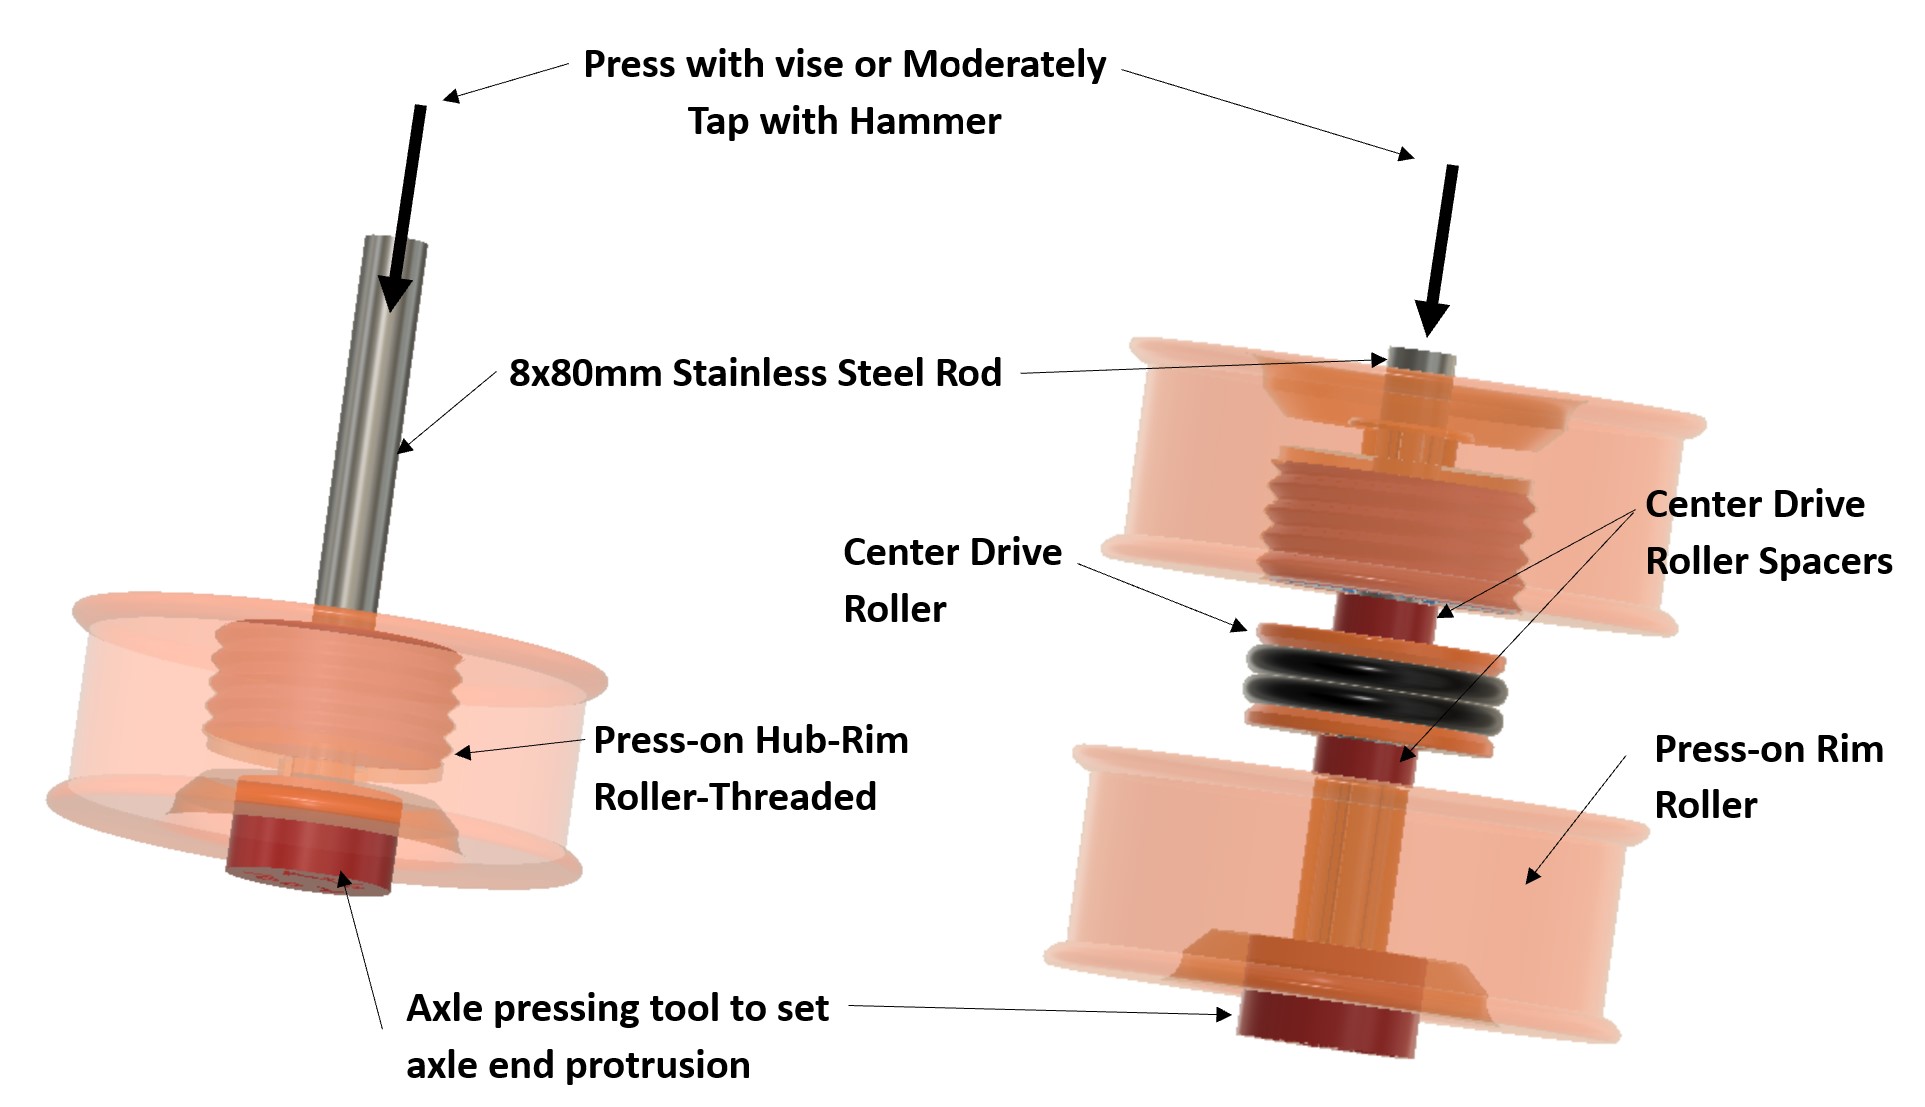 Press with vise or Moderately
Tap with Hammer
8x80mm Stainless Steel Rod
Center Drive
Roller Spacers
Center Drive
Roller
Press-on Hub-Rim
Roller-Threaded
Press-on Rim
Roller
Axle pressing tool to set
axle end protrusion